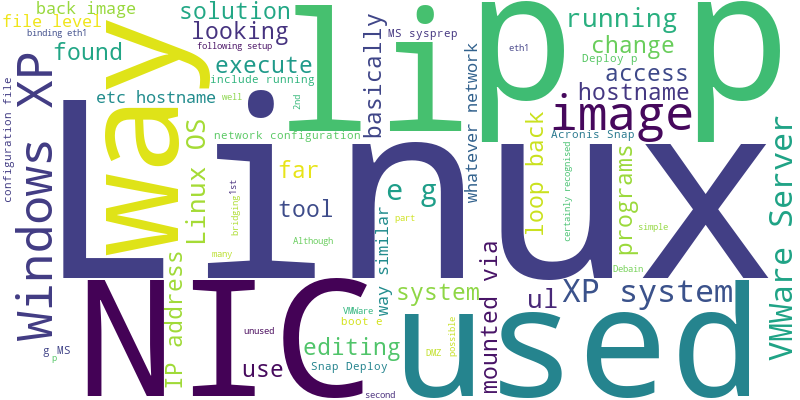 back image
file level
binding eth1
solution
looking
following setup
found
execute
include running
etc hostname
well
2nd
network configuration
way
li p p
basically
MS sysprep
eth1
running
change
Deploy p
access
hostname
image
Acronis Snap
whatever network
configuration file
Windows XP
Linux
Linux OS
far
tool
1st
bridging
Although
many
e g
part
loop back
certainly recognised
programs
simple
Debain
VMWare Server
IP address
way similar
mounted via
NIC
used
system
ul
XP system
VMWare
boot e
unused
editing
use
Snap Deploy
DMZ
possible
second
g MS
p